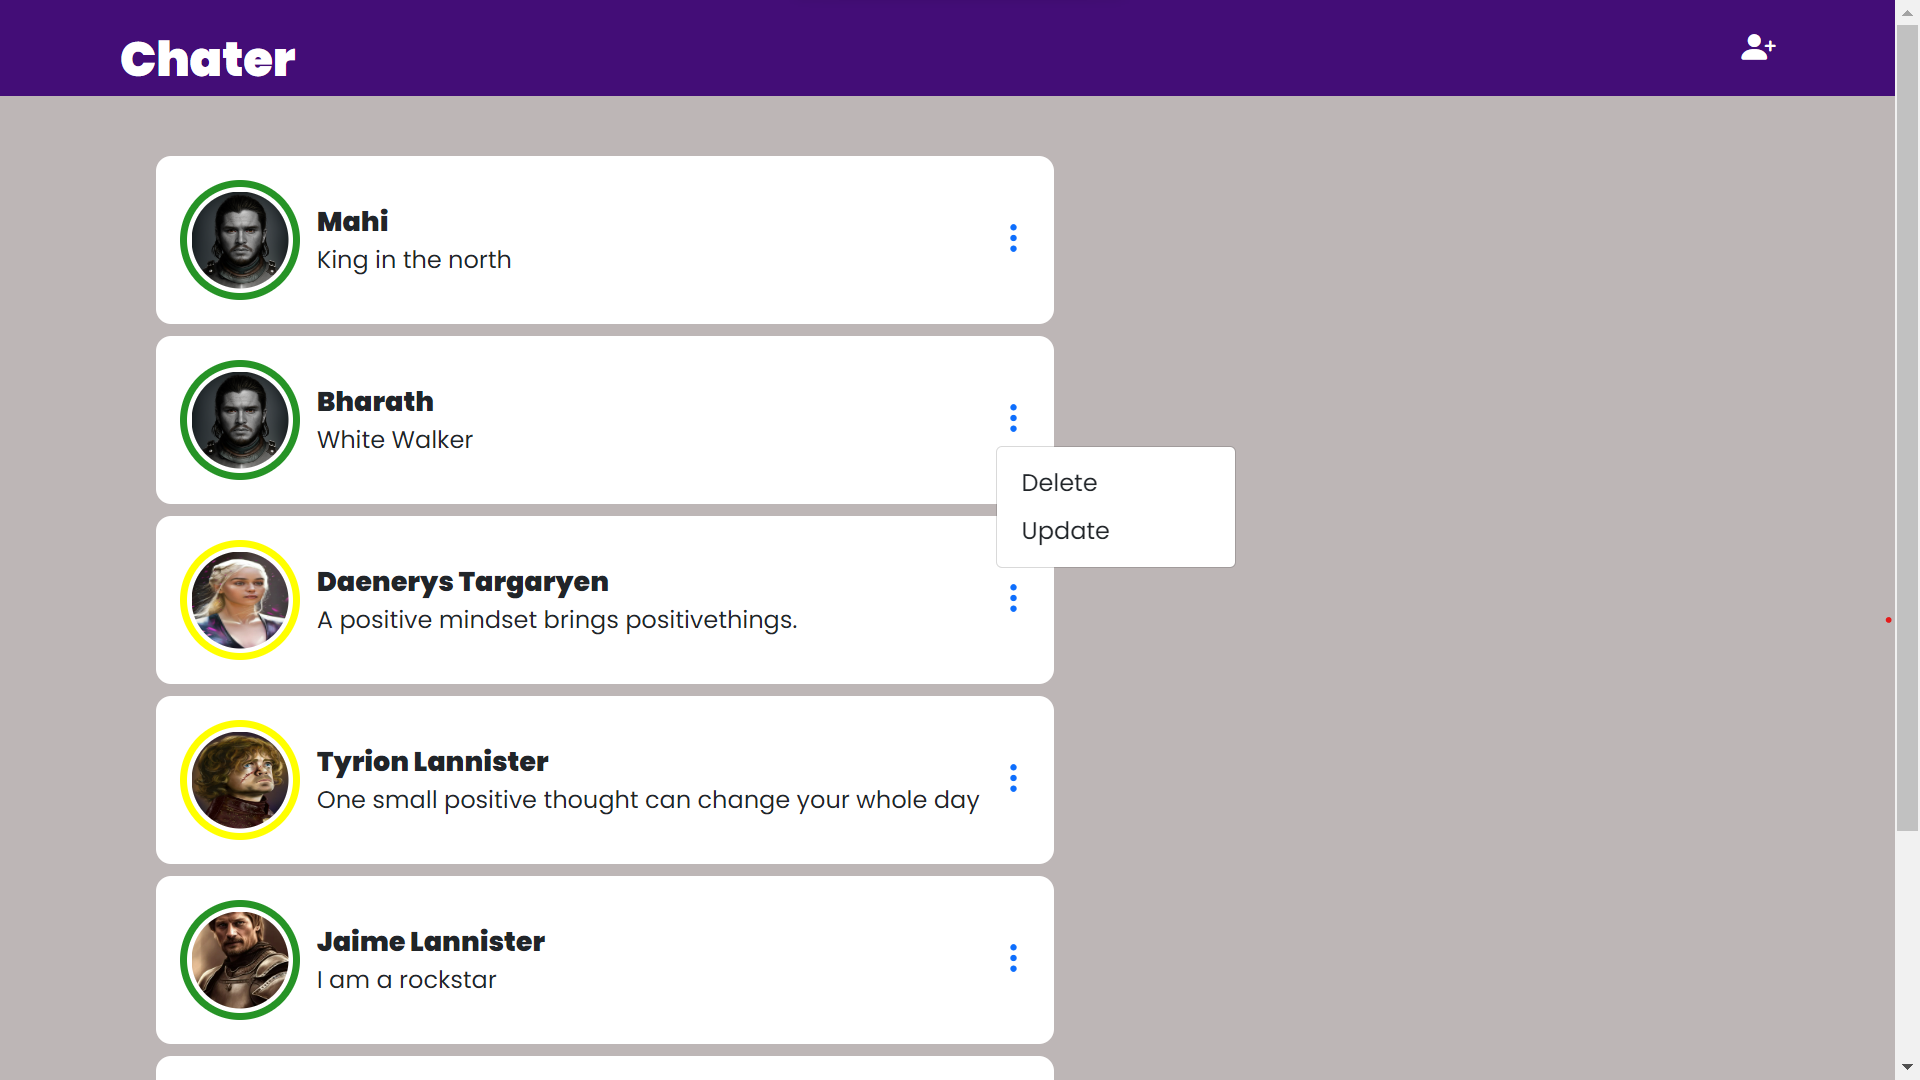 Chater
Mahi
King in the north
Bharath
White Walker
Delete
Update
Daenerys Targaryen
A positive mindset brings positivethings.
Tyrion Lannister
One small positive thought can change your whole day
Jaime Lannister
I am a rockstar